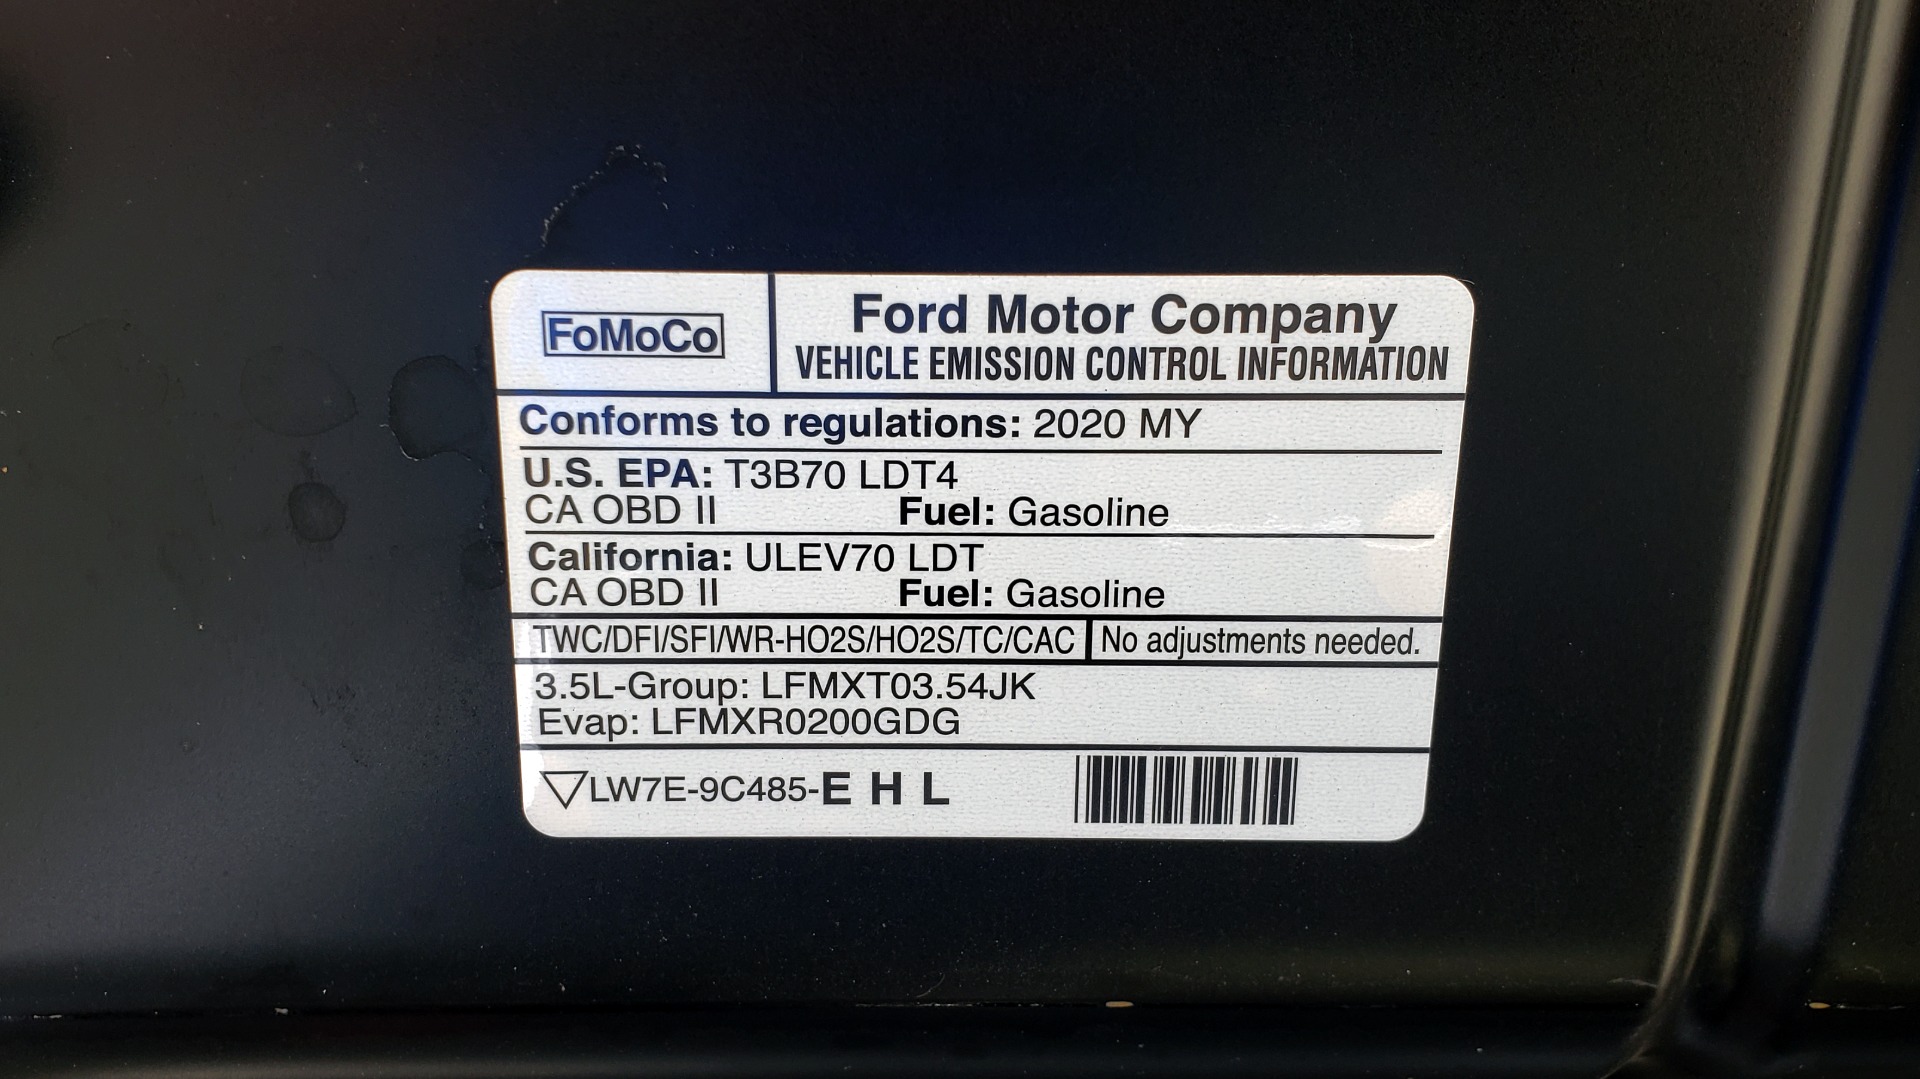 FoMoCo
Ford Motor Company
VEHICLE EMISSION CONTROL INFORMATION
Conforms to regulations: 2020 MY
U.S. EPA: T3B70 LDT4
CA OBD II Fuel: Gasoline
California: ULEV70 LDT
CA OBD II Fuel: Gasoline
TWC/DFI/SFI/WR-HO2S/HO2S/TC/CAC No adjustments needed.
3.5L-Group: LFMXT03.54JK
Evap: LFMXR0200GDG
LW7E-9C485-E H L